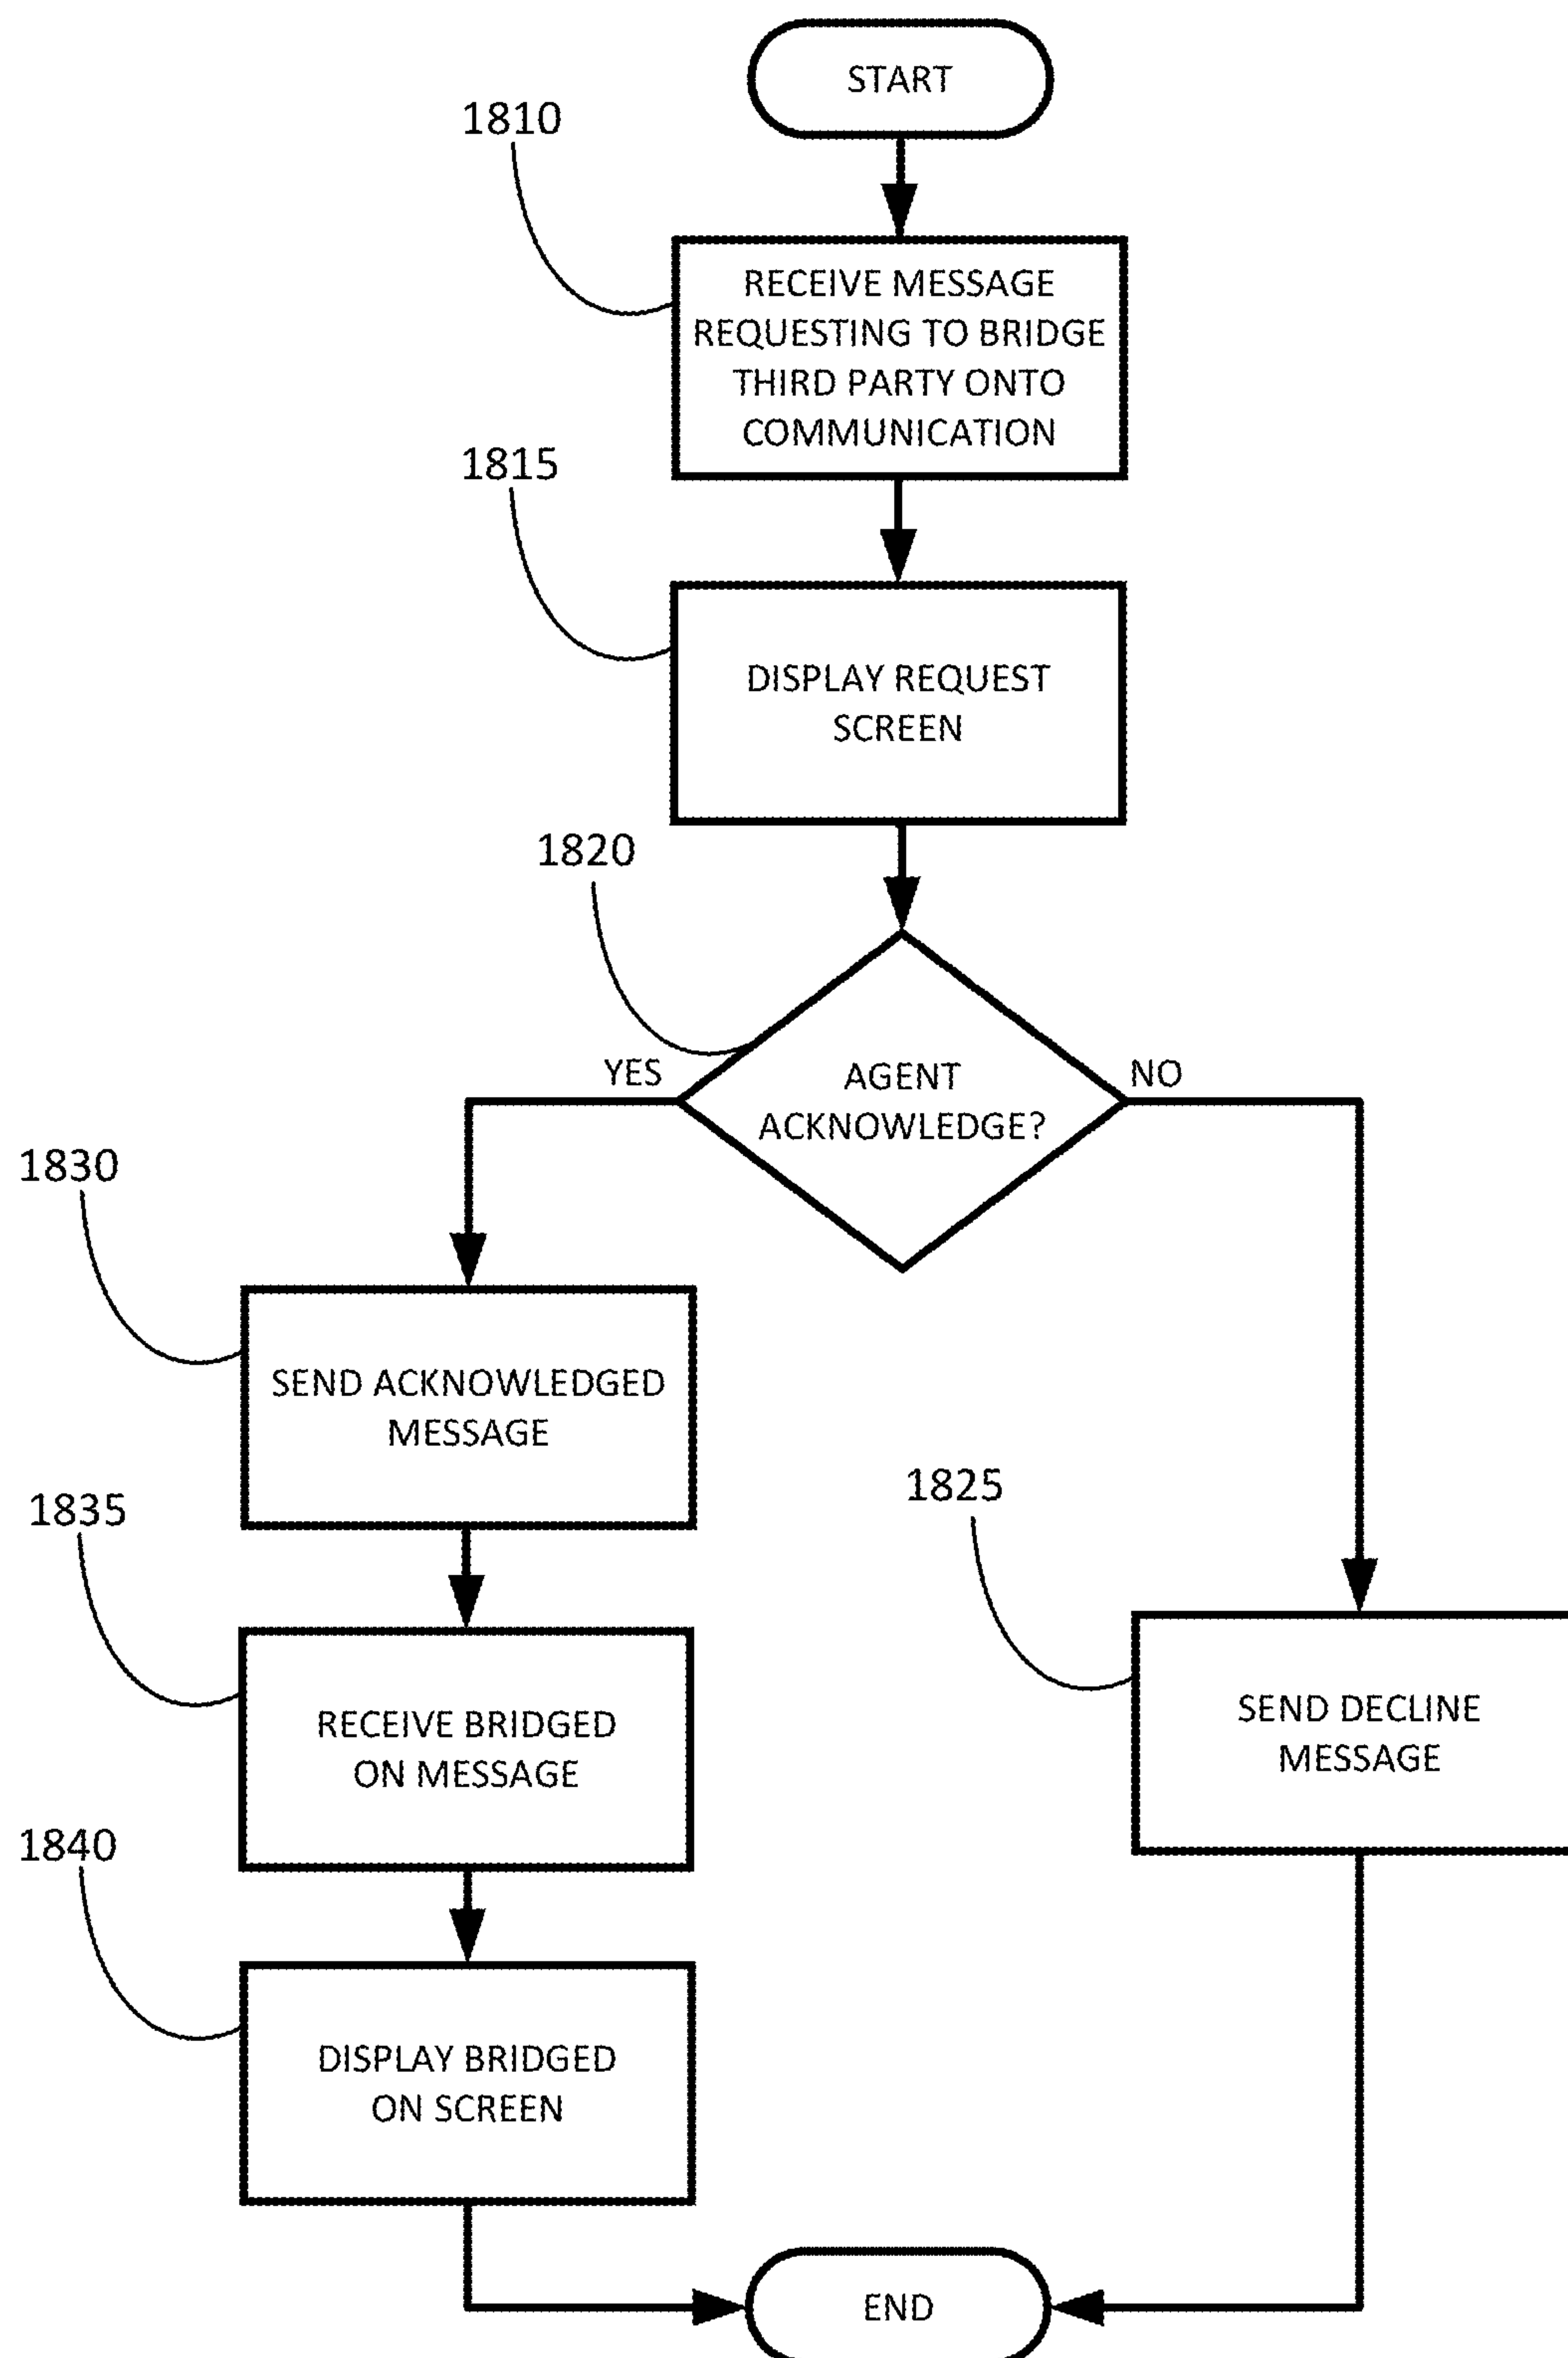 START
1810
RECEIVE MESSAGE
REQUESTING TO BRIDGE
THIRD PARTY ONTO
COMMUNICATION
1815
DISPLAY REQUEST
SCREEN
1820
AGENT
ACKNOWLEDGE?
YES
NO
1830
SEND ACKNOWLEDGED
MESSAGE
1835
RECEIVE BRIDGED
ON MESSAGE
1840
DISPLAY BRIDGED
ON SCREEN
1825
SEND DECLINE
MESSAGE
END